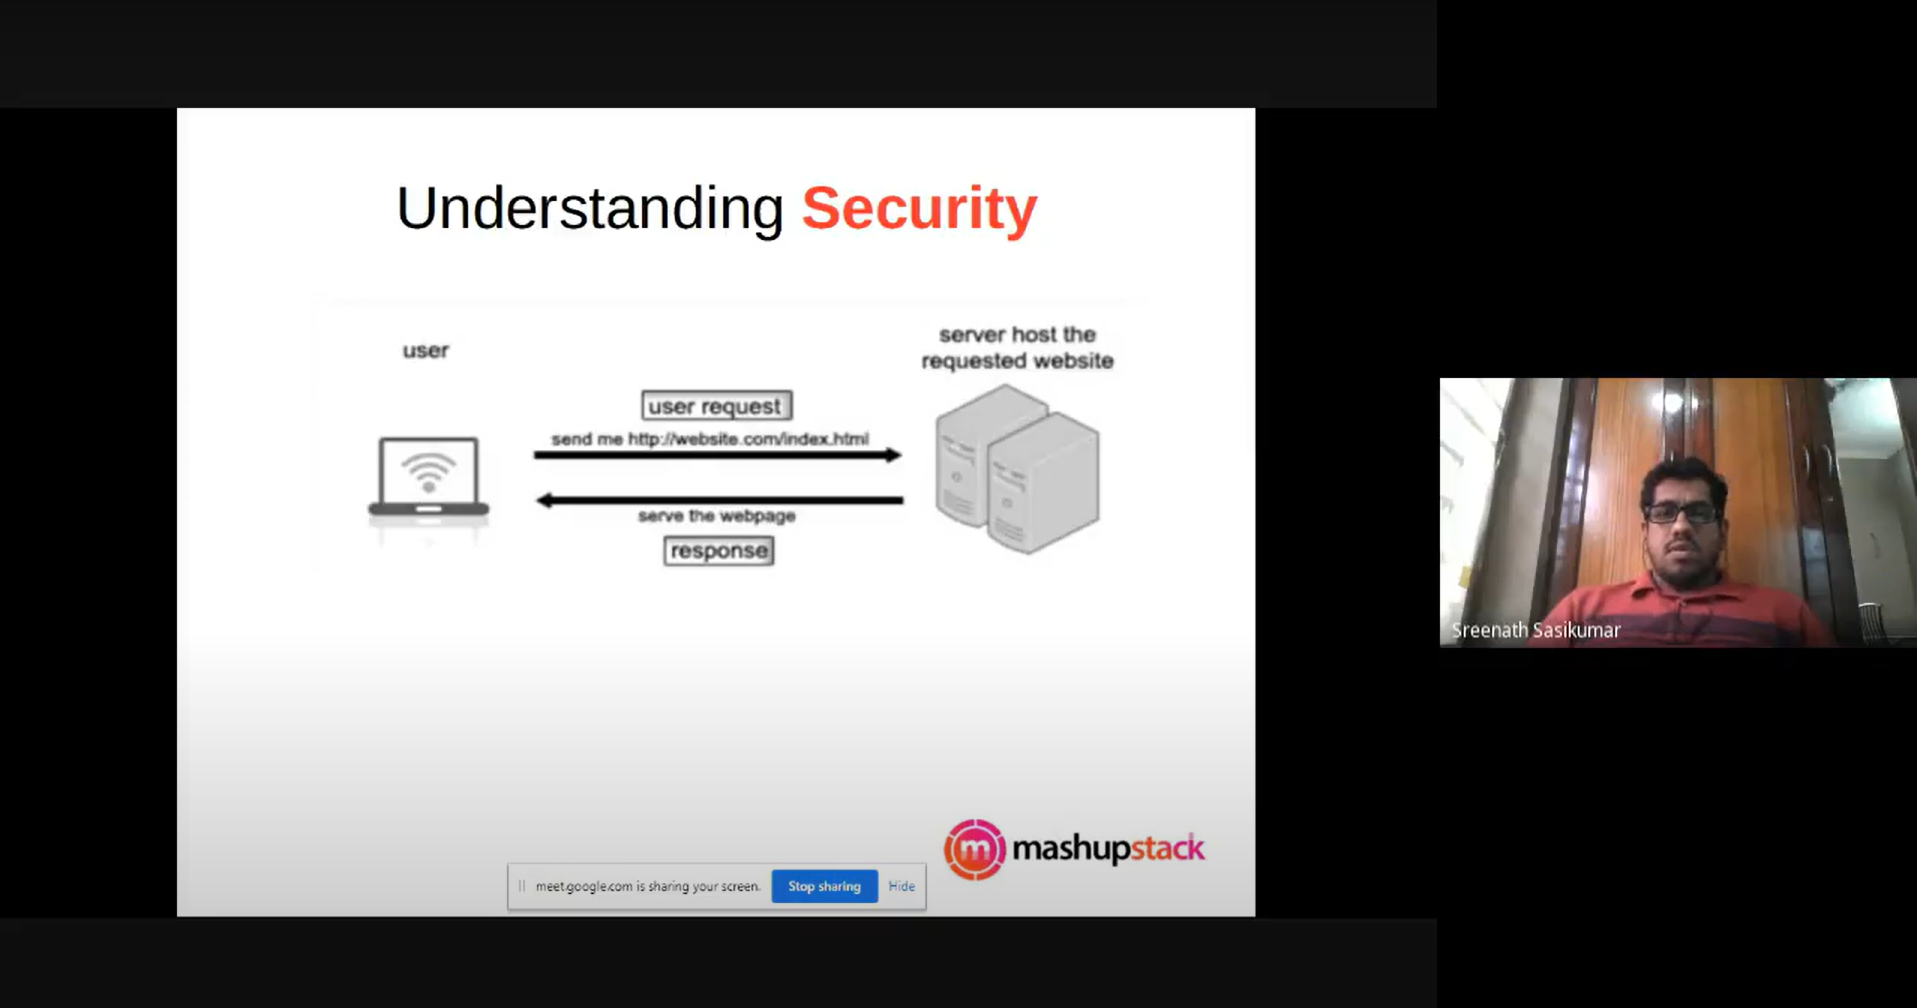 Understanding Security
user
server host the
requested website
user request
send me http://website.com/index.html
serve the webpage
response
Sreenath Sasikumar
mashupstack
meet.google.com is sharing your screen.
Stop sharing
Hide